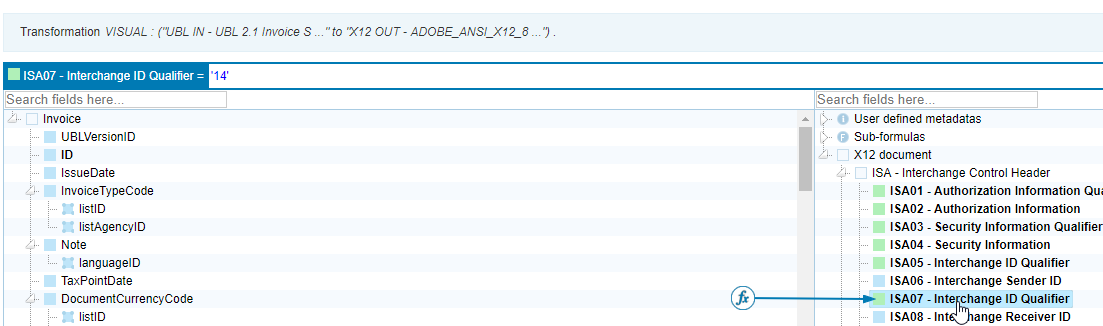 Transformation VISUAL : ("UBL IN - UBL 2.1 Invoice S ..." to "X12 OUT - ADOBE_ANSI_X12_8 ...") .
ISA07 - Interchange ID Qualifier = '14'
Search fields here...
Invoice
UBLVersionID
ID
IssueDate
InvoiceTypeCode
listID
listAgencyID
Note
languageID
TaxPointDate
DocumentCurrencyCode
listID
fx
Search fields here...
I User defined metadatas
F Sub-formulas
X12 document
ISA - Interchange Control Header
ISA01 - Authorization Information Qua
ISA02 - Authorization Information
ISA03 - Security Information Qualifier
ISA04 - Security Information
ISA05 - Interchange ID Qualifier
ISA06 - Interchange Sender ID
ISA07 - Interchange ID Qualifier
ISA08 - Interchange Receiver ID